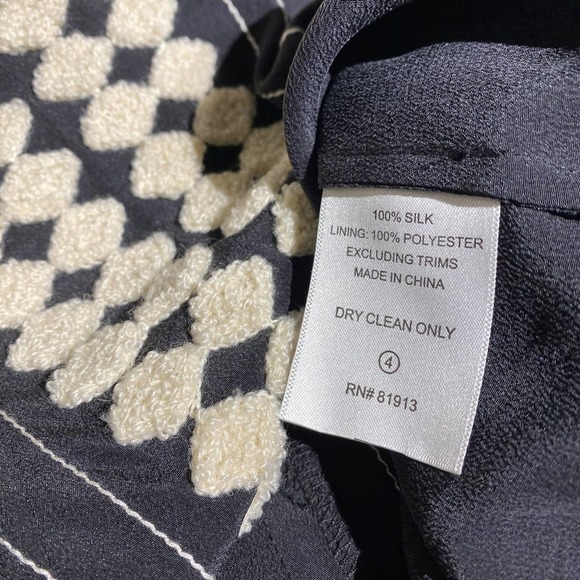 100% SILK
LINING: 100% POLYESTER
EXCLUDING TRIMS
MADE IN CHINA
DRY CLEAN ONLY
4
RN# 81913